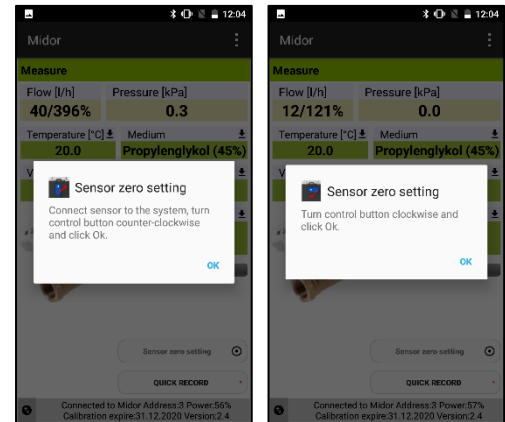 12:04
Midor
Measure
Flow [l/h] Pressure [kPa]
40/396% 0.3
Temperature [°C] Medium
20.0 Propylenglykol (45%)
V
Sensor zero setting
Connect sensor to the system, turn
control button counter-clockwise
and click Ok.
OK
Sensor zero setting
QUICK RECORD
Connected to Midor Address:3 Power:56%
Calibration expire:31.12.2020 Version:2.4
12:04
Midor
Measure
Flow [l/h] Pressure [kPa]
12/121% 0.0
Temperature [°C] Medium
20.0 Propylenglykol (45%)
V
Sensor zero setting
Turn control button clockwise and
click Ok.
OK
Sensor zero setting
QUICK RECORD
Connected to Midor Address:3 Power:57%
Calibration expire:31.12.2020 Version:2.4